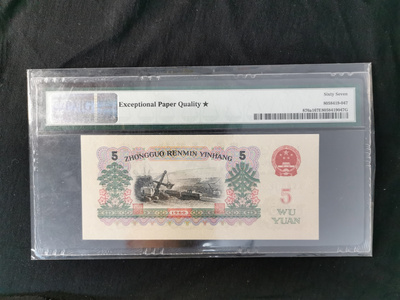 Exceptional Paper Quality ★
Sixty Seven
ZHONGGUO RENMIN YINHANG
5
5
5
WU
YUAN